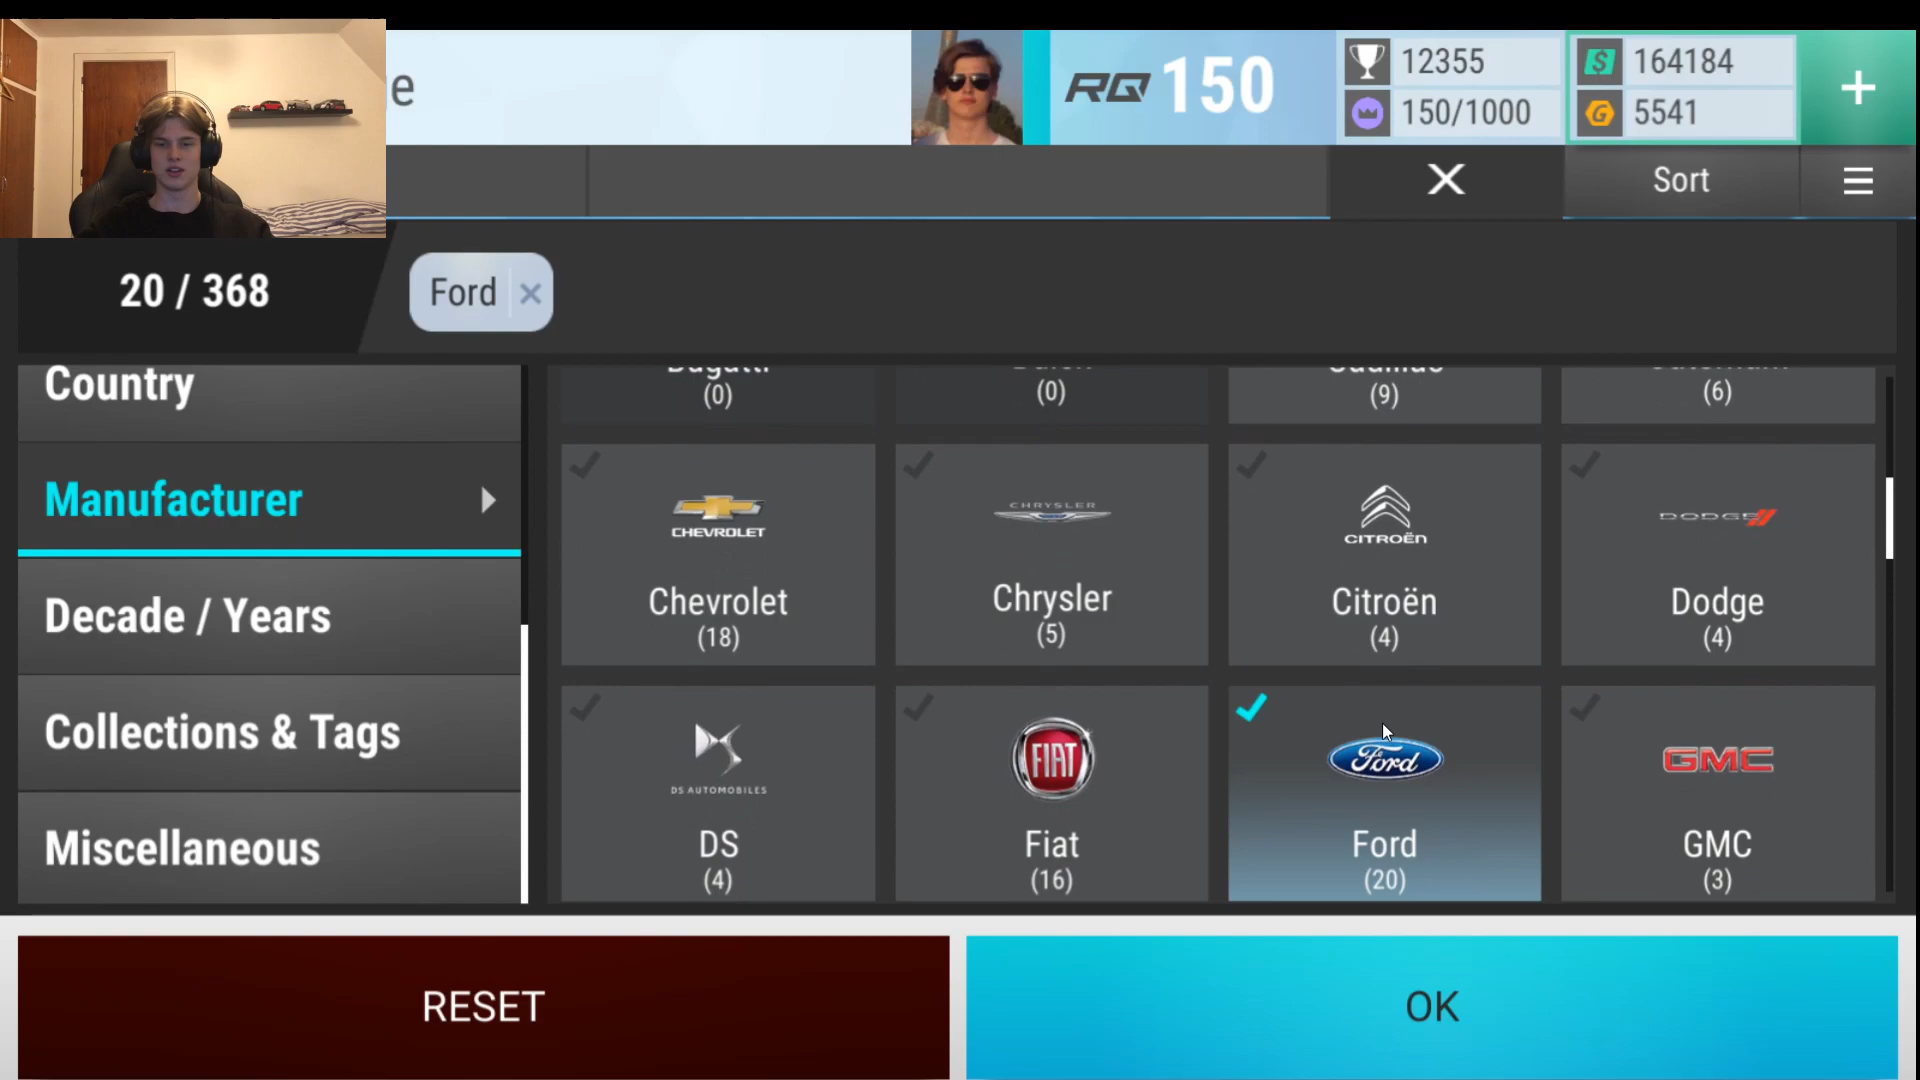 e
RQ 150
12355
150/1000
$ 164184
G 5541
+
X
Sort
20 / 368
Ford ×
Country
Manufacturer
Decade / Years
Collections & Tags
Miscellaneous
(0)
(0)
(9)
(6)
CHEVROLET
Chevrolet
(18)
CHRYSLER
Chrysler
(5)
CITROËN
Citroën
(4)
DODGE
Dodge
(4)
DS AUTOMOBILES
DS
(4)
FIAT
Fiat
(16)
Ford
Ford
(20)
GMC
GMC
(3)
RESET
OK